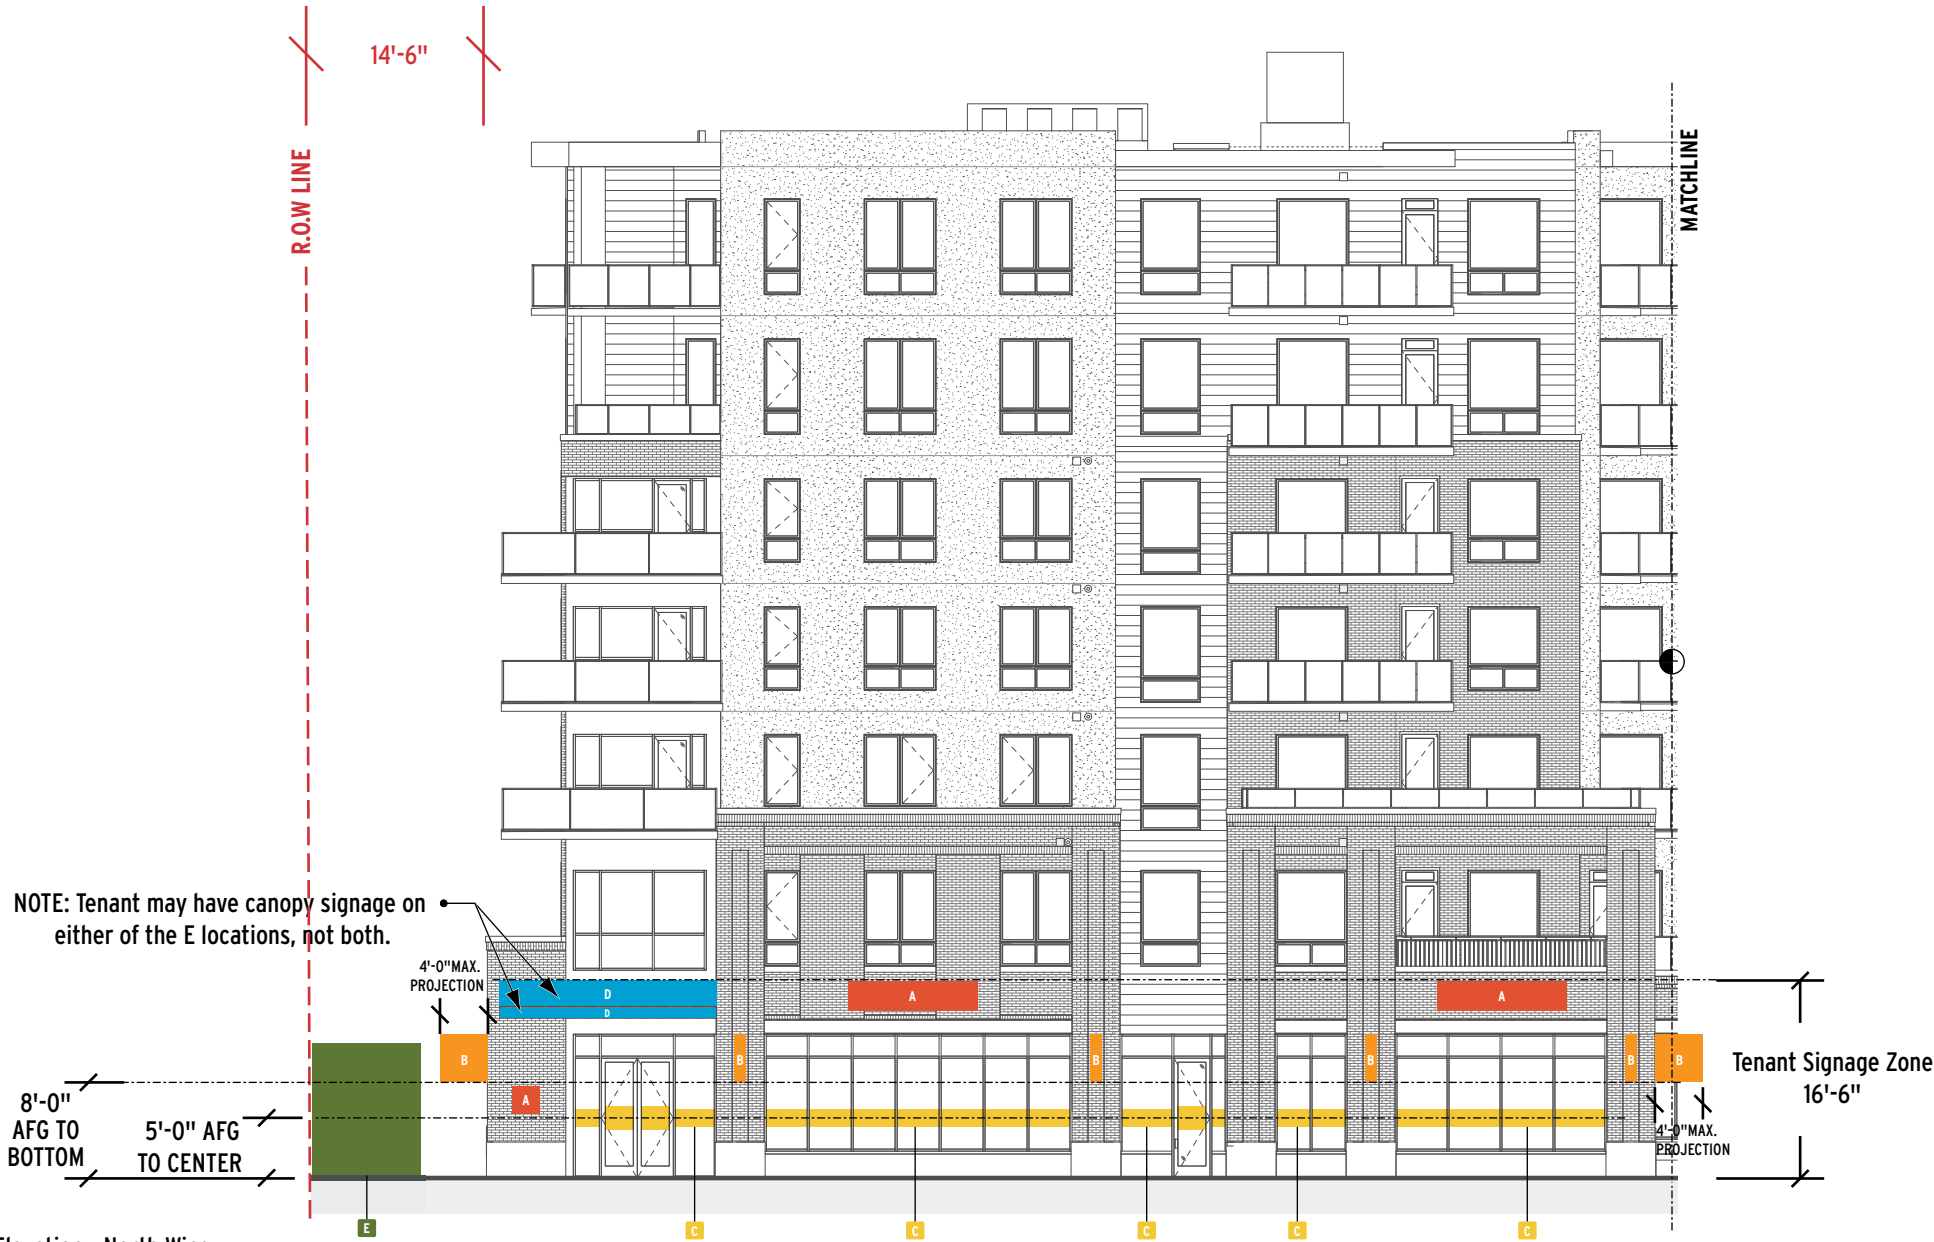 14'-6"
R.O.W LINE
MATCHLINE
NOTE: Tenant may have canopy signage on
either of the E locations, not both.
4'-0"MAX.
PROJECTION
D
D
A
A
B
B
B
B
B
B
A
Tenant Signage Zone
16'-6"
8'-0"
AFG TO
BOTTOM
5'-0" AFG
TO CENTER
4'-0"MAX.
PROJECTION
E
C
C
C
C
C